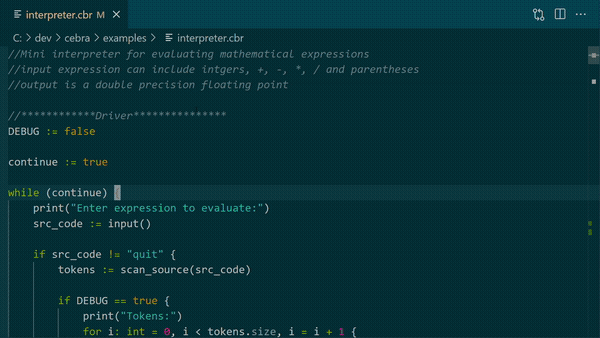 interpreter.cbr M
C: > dev > cebra > examples > interpreter.cbr
//Mini interpreter for evaluating mathematical expressions
//input expression can include intgers, +, -, *, / and parentheses
//output is a double precision floating point
//************Driver***************
DEBUG := false
continue := true
while (continue) {
print("Enter expression to evaluate:")
src_code := input()
if src_code != "quit" {
tokens := scan_source(src_code)
if DEBUG == true {
print("Tokens:")
for i: int = 0, i < tokens.size, i = i + 1 {